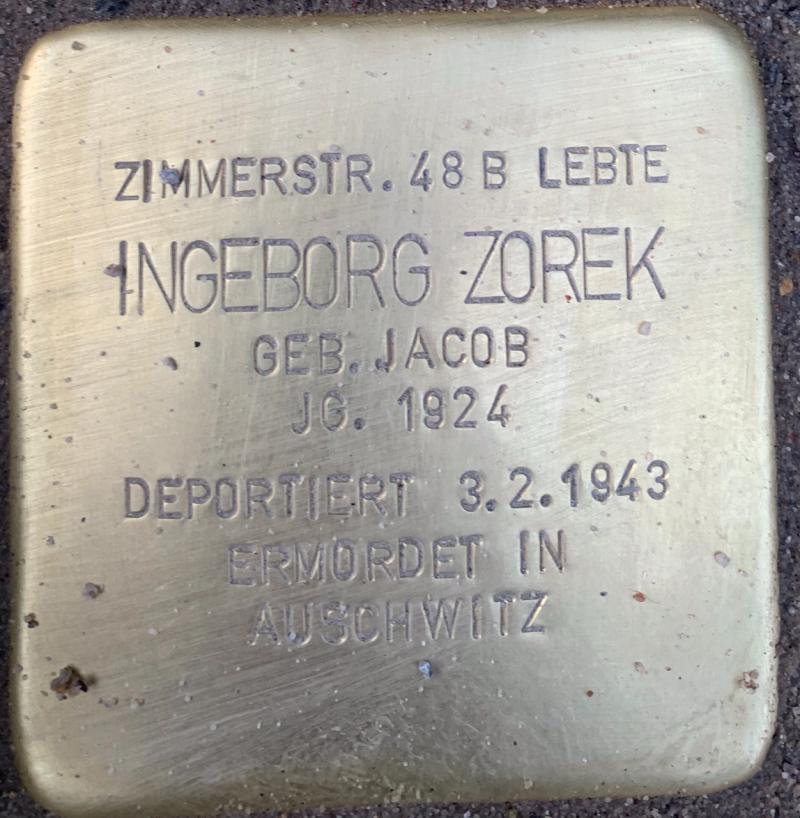 ZIMMERSTR. 48 B LEBTE
INGEBORG ZOREK
GEB. JACOB
JG. 1924
DEPORTIERT 3.2.1943
ERMORDET IN
AUSCHWITZ